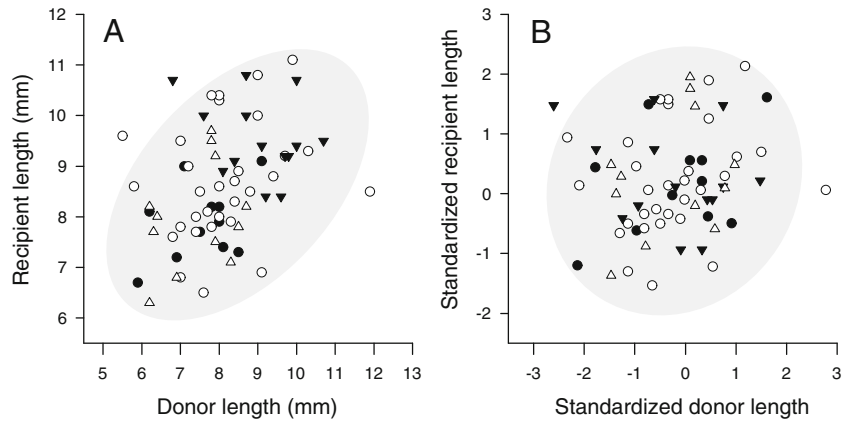 A
Recipient length (mm)
12
11
10
9
8
7
6
5 6 7 8 9 10 11 12 13
Donor length (mm)
B
Standardized recipient length
3
2
1
0
-1
-2
-3 -2 -1 0 1 2 3
Standardized donor length